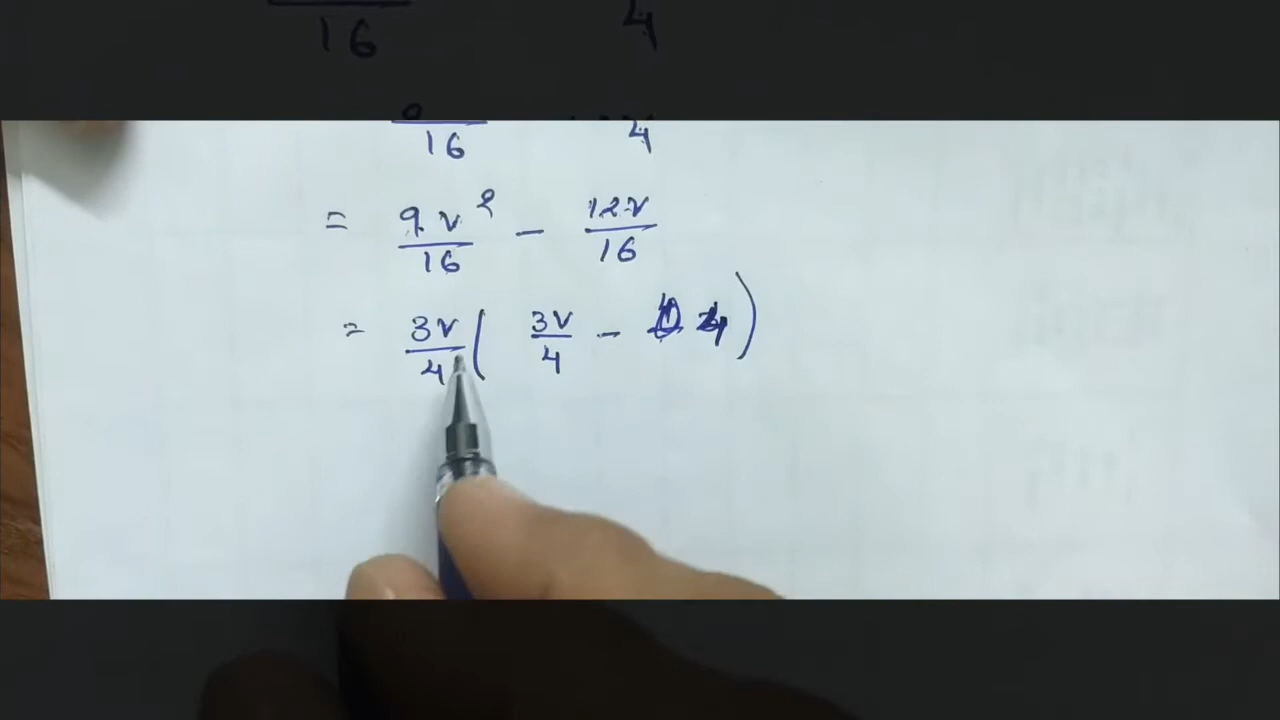 16 4
16 4
= 9v²/16 - 12v/16
= 3v/4 ( 3v/4 - 4 )